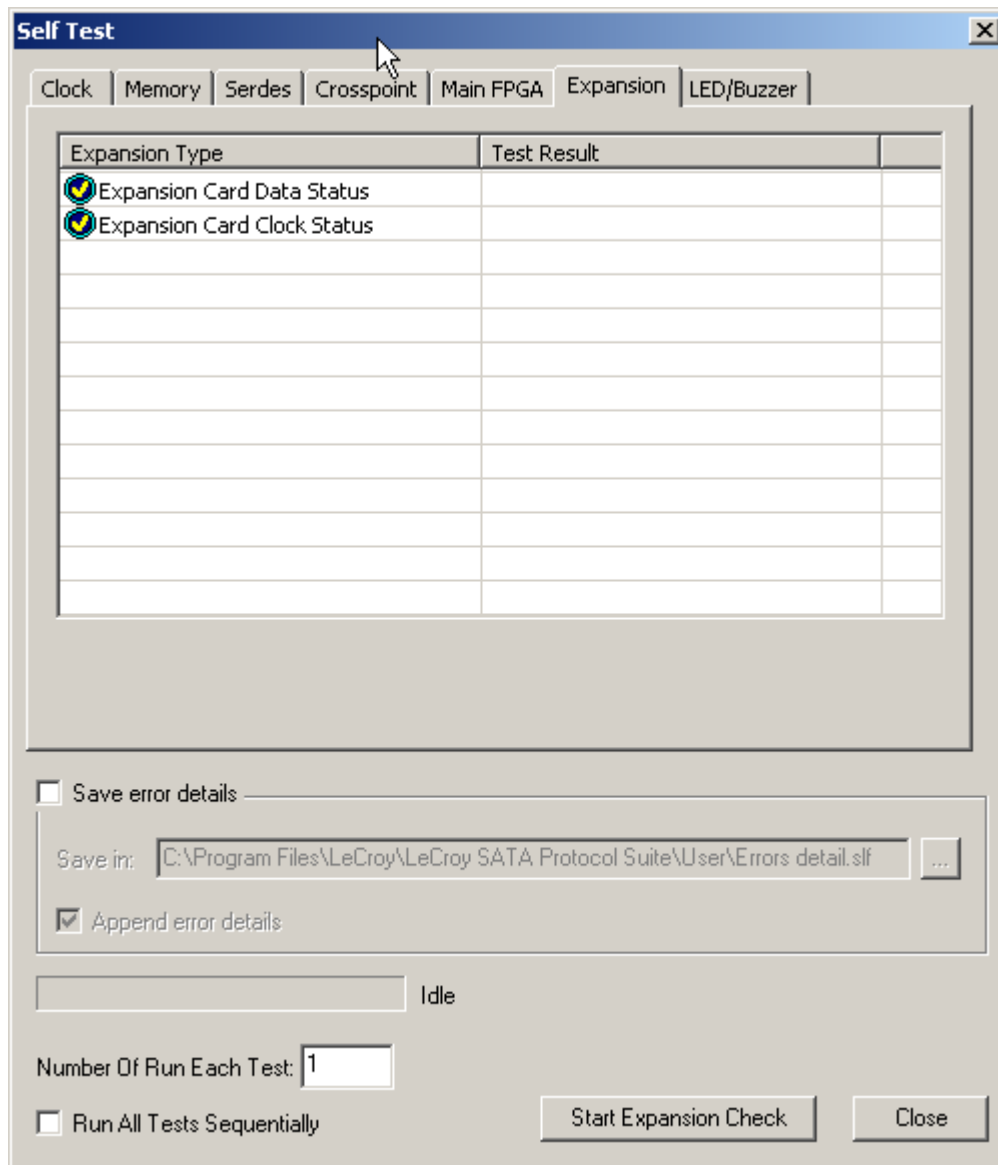 Self Test
Clock Memory Serdes Crosspoint Main FPGA Expansion LED/Buzzer
Expansion Type Test Result
Expansion Card Data Status
Expansion Card Clock Status
Save error details
Save in: C:\Program Files\LeCroy\LeCroy SATA Protocol Suite\User\Errors detail.slf ...
Append error details
Idle
Number Of Run Each Test: 1
Run All Tests Sequentially Start Expansion Check Close